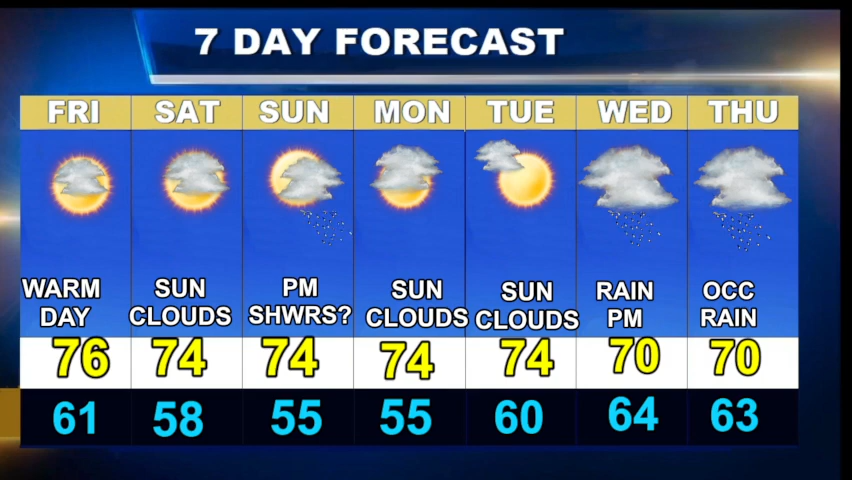 7 DAY FORECAST
FRI SAT SUN MON TUE WED THU
WARM DAY
SUN CLOUDS
PM SHWRS?
SUN CLOUDS
SUN CLOUDS
RAIN PM
OCC RAIN
76 74 74 74 74 70 70
61 58 55 55 60 64 63